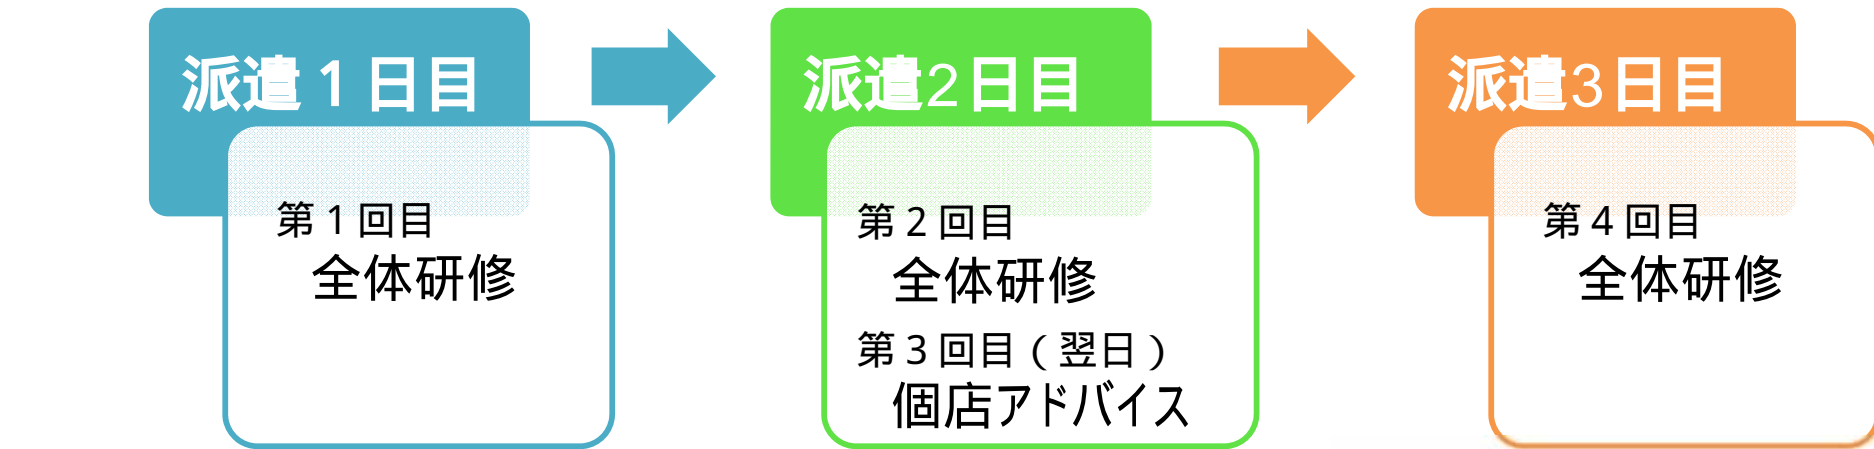 派遣１日目
第１回目
全体研修
派遣2日目
第２回目
全体研修
第３回目（翌日）
個店アドバイス
派遣3日目
第４回目
全体研修